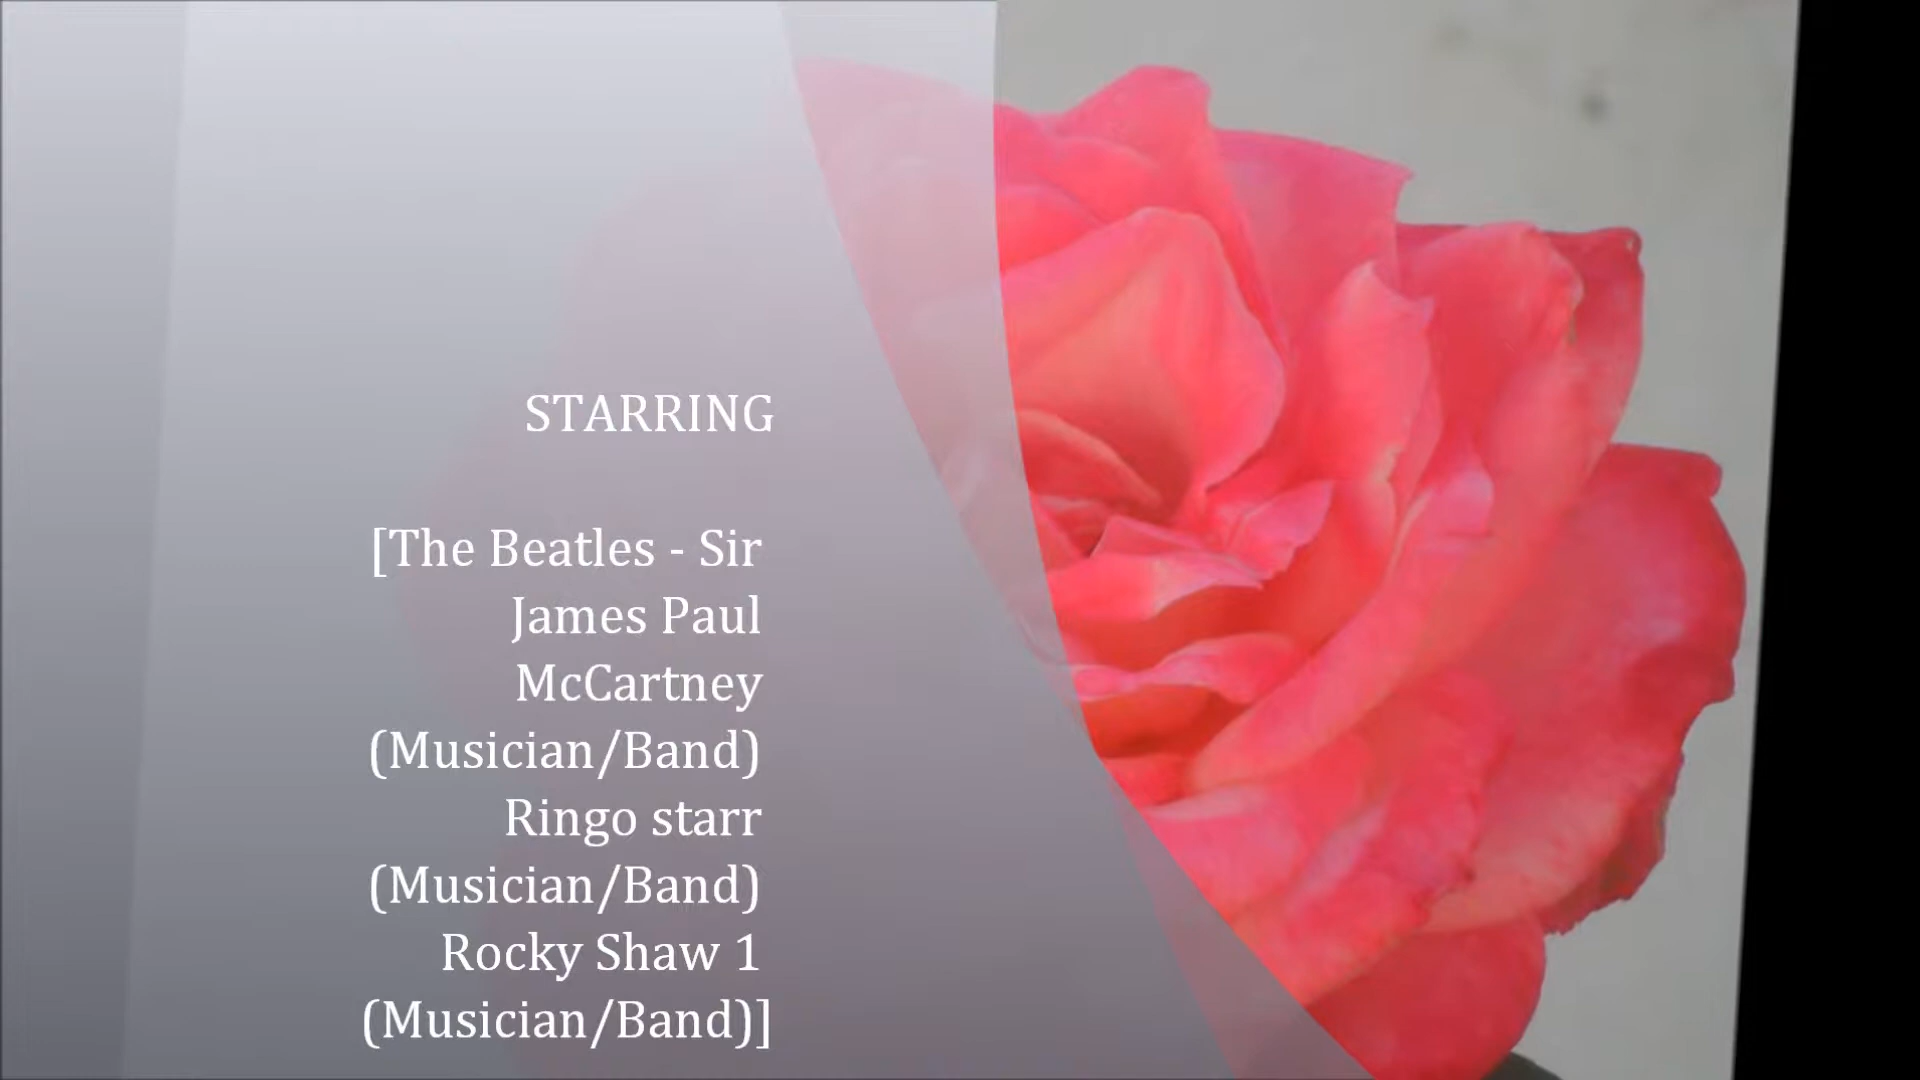 STARRING
[The Beatles - Sir
James Paul
McCartney
(Musician/Band)
Ringo starr
(Musician/Band)
Rocky Shaw 1
(Musician/Band)]